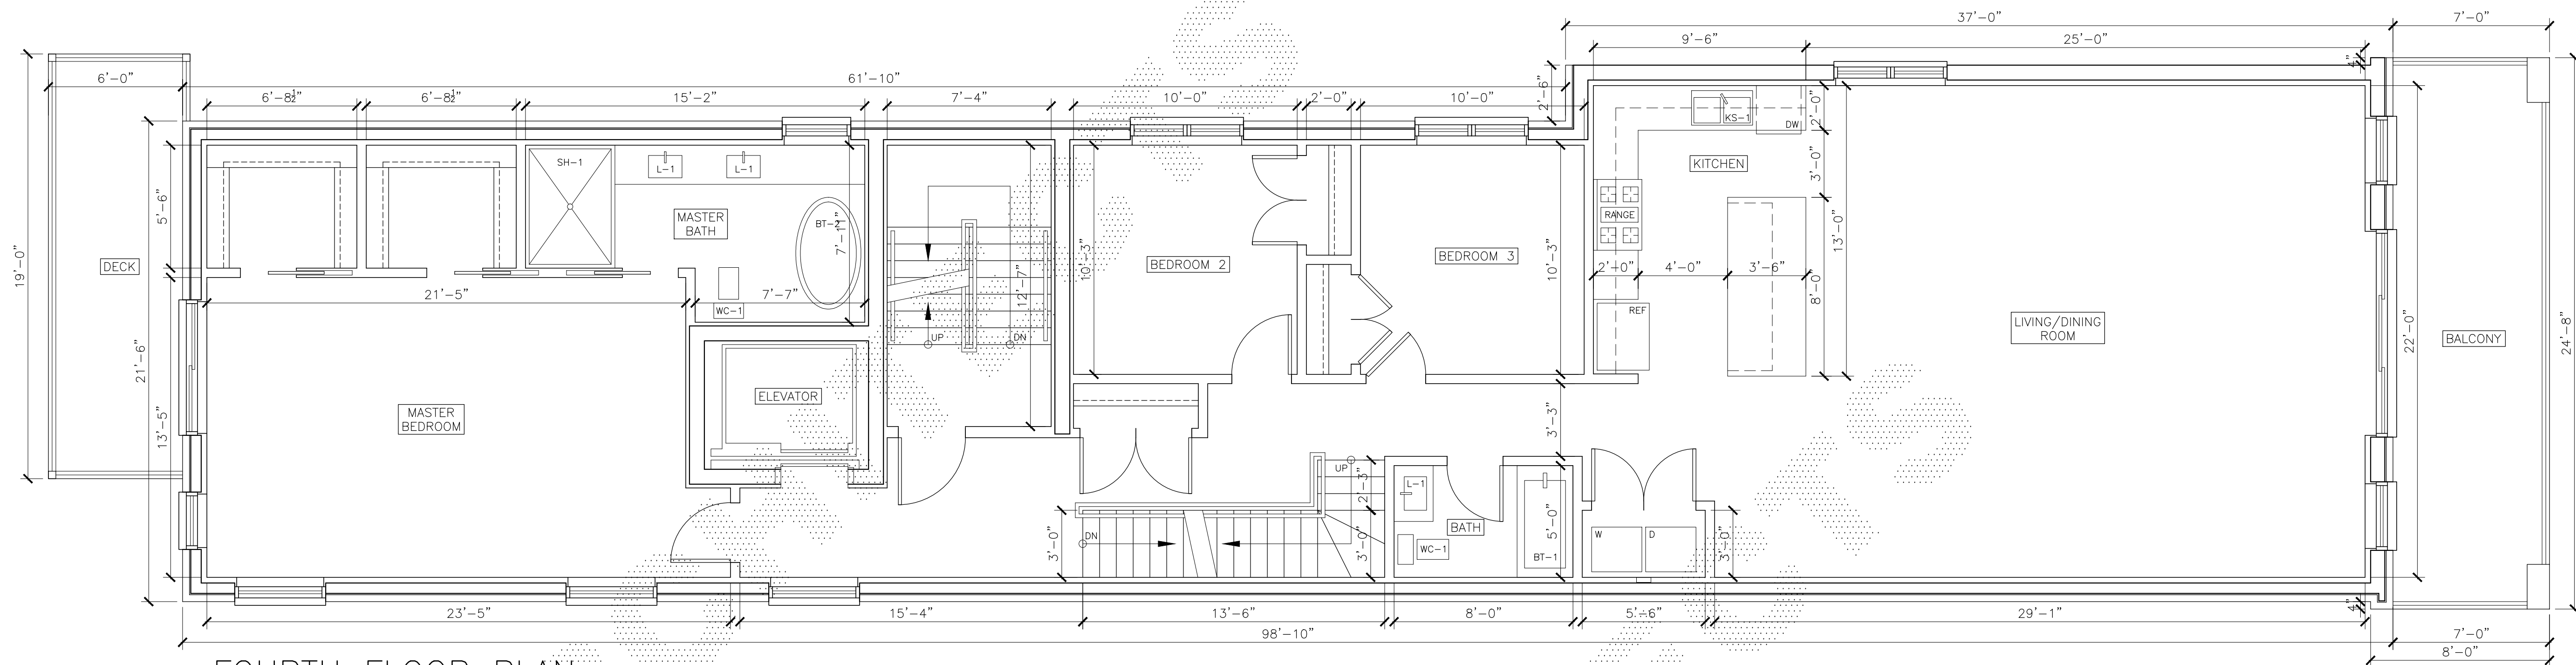 37'-0"
7'-0"
9'-6"
25'-0"
4"
6'-0"
61'-10"
2'-6"
6'-8½"
6'-8½"
15'-2"
7'-4"
10'-0"
2'-0"
10'-0"
2'-0"
KS-1
DW
SH-1
L-1
L-1
KITCHEN
3'-0"
5'-6"
MASTER
BATH
BT-2
7'-11"
RANGE
19'-0"
DECK
10'-3"
BEDROOM 2
BEDROOM 3
10'-3"
13'-0"
2'-0"
4'-0"
3'-6"
8'-0"
21'-5"
7'-7"
12'-7"
WC-1
REF
UP
DN
LIVING/DINING
ROOM
22'-0"
BALCONY
24'-8"
21'-6"
ELEVATOR
MASTER
BEDROOM
13'-5"
3'-3"
UP
2'-3"
L-1
BATH
5'-0"
DN
3'-0"
3'-0"
WC-1
BT-1
W
D
3'-0"
4"
23'-5"
15'-4"
13'-6"
8'-0"
5'-6"
29'-1"
98'-10"
7'-0"
8'-0"
FOURTH FLOOR PLAN